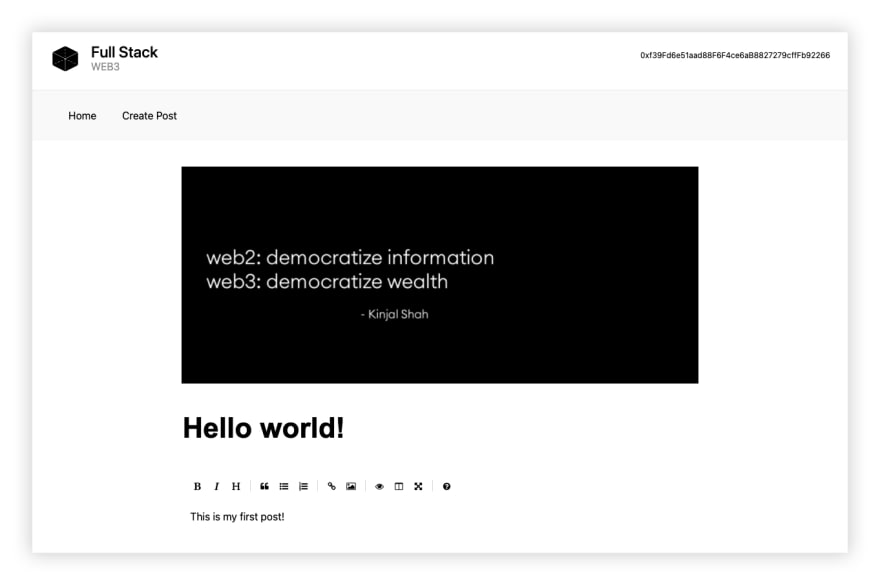 Full Stack
WEB3
0xf39Fd6e51aad88F6F4ce6aB8827279cffFb92266
Home
Create Post
web2: democratize information
web3: democratize wealth
- Kinjal Shah
Hello world!
B I H
This is my first post!